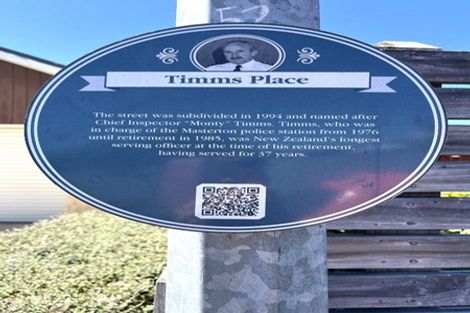 Timms Place
The street was subdivided in 1994 and named after
Chief Inspector "Monty" Timms. Timms, who was
in charge of the Masterton police station from 1976
until retirement in 1985, was New Zealand's longest
serving officer at the time of his retirement,
having served for 37 years.